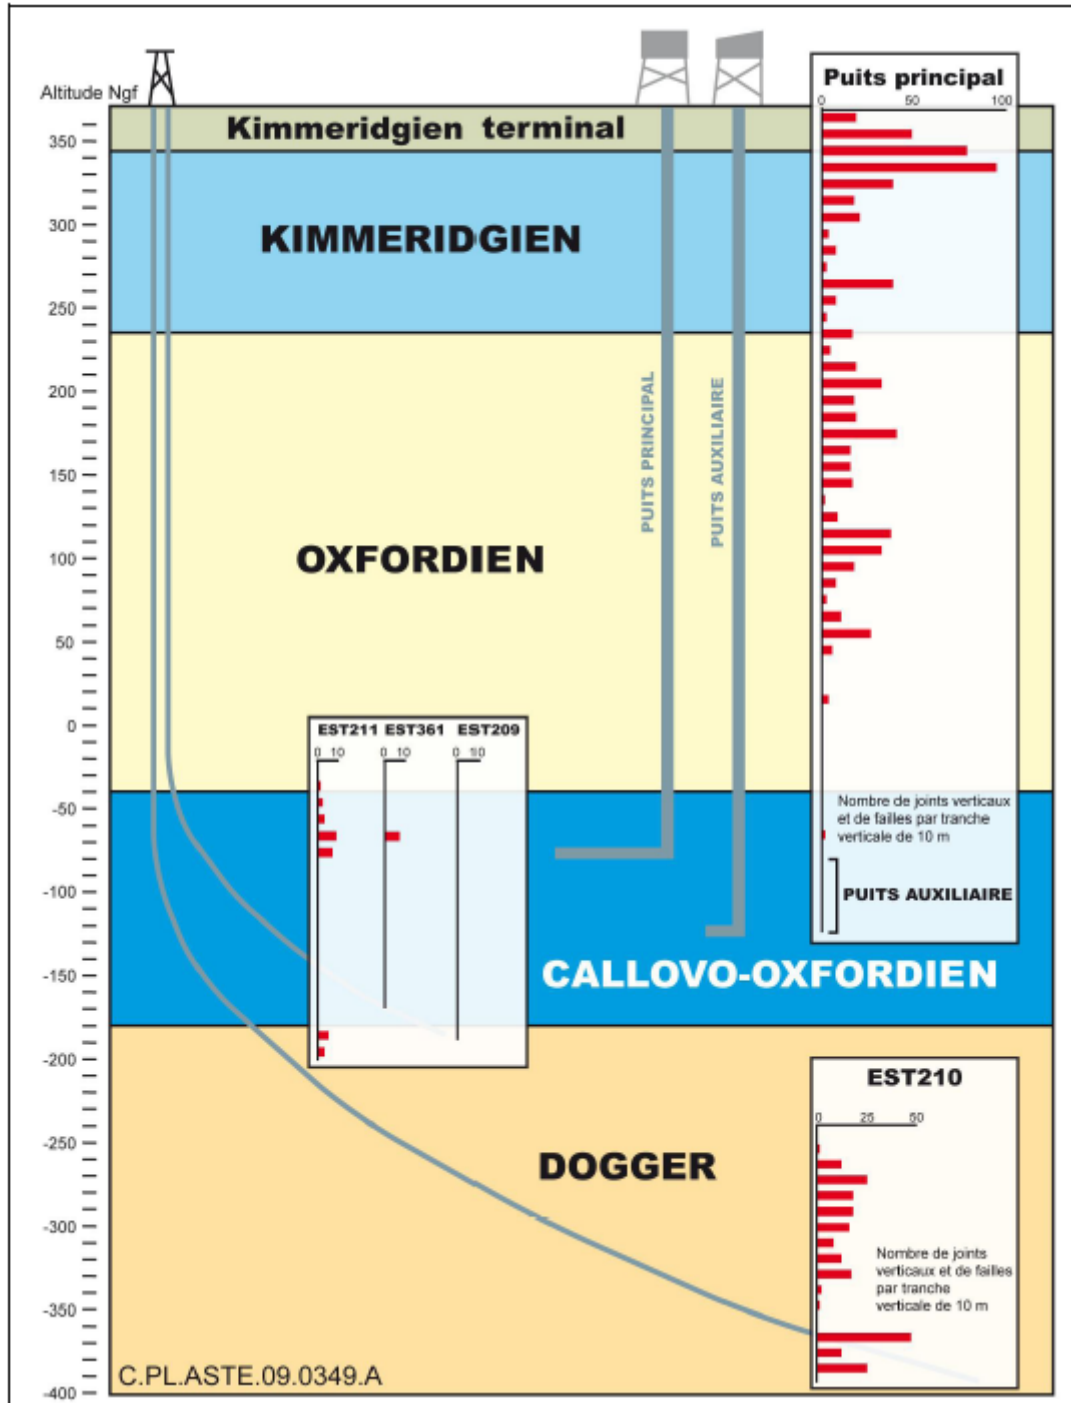 Altitude Ngf
Puits principal
0 50 100
Kimmeridgien terminal
KIMMERIDGIEN
OXFORDIEN
PUITS PRINCIPAL
PUITS AUXILIAIRE
350
300
250
200
150
100
50
0
-50
-100
-150
-200
-250
-300
-350
-400
EST211 EST361 EST209
0 10 0 10 0 10
Nombre de joints verticaux
et de failles par tranche
verticale de 10 m
PUITS AUXILIAIRE
CALLOVO-OXFORDIEN
DOGGER
EST210
0 25 50
Nombre de joints
verticaux et de failles
par tranche
verticale de 10 m
C.PL.ASTE.09.0349.A